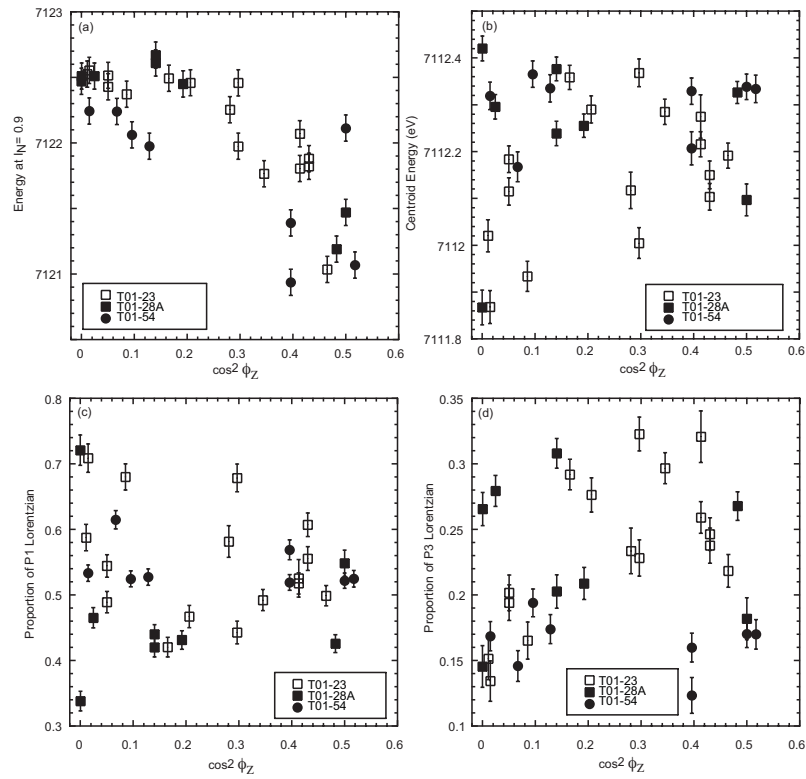 (a)
7123
7122
7121
Energy at I_N= 0.9
T01-23
T01-28A
T01-54
0 0.1 0.2 0.3 0.4 0.5 0.6
cos2 ϕ_Z
(b)
7112.4
7112.2
7112
7111.8
Centroid Energy (eV)
T01-23
T01-28A
T01-54
0 0.1 0.2 0.3 0.4 0.5 0.6
cos2 ϕ_Z
(c)
0.8
0.7
0.6
0.5
0.4
0.3
Proportion of P1 Lorentzian
T01-23
T01-28A
T01-54
0 0.1 0.2 0.3 0.4 0.5 0.6
cos2 ϕ_Z
(d)
0.35
0.3
0.25
0.2
0.15
0.1
Proportion of P3 Lorentzian
T01-23
T01-28A
T01-54
0 0.1 0.2 0.3 0.4 0.5 0.6
cos2 ϕ_Z